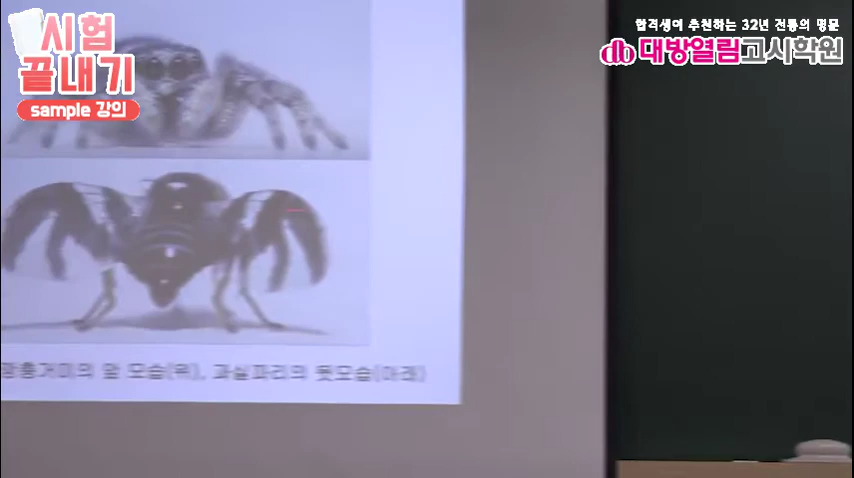 시험
끝내기
sample 강의
합격생이 추천하는 32년 전통의 명문
db 대방열림고시학원
깡충거미의 앞 모습(위), 과실파리의 뒷모습(아래)